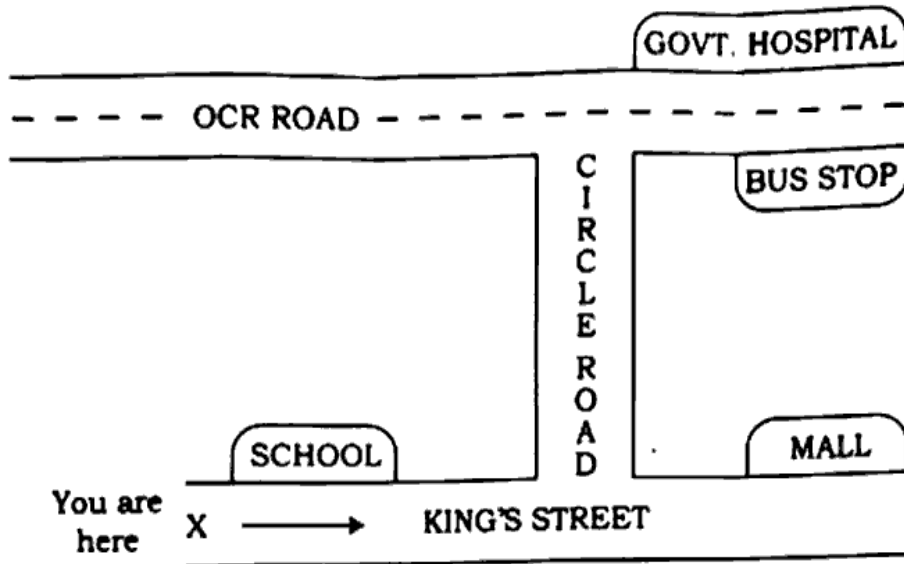 GOVT. HOSPITAL
OCR ROAD
CIRCLE ROAD
BUS STOP
SCHOOL
MALL
You are
here
X
KING'S STREET